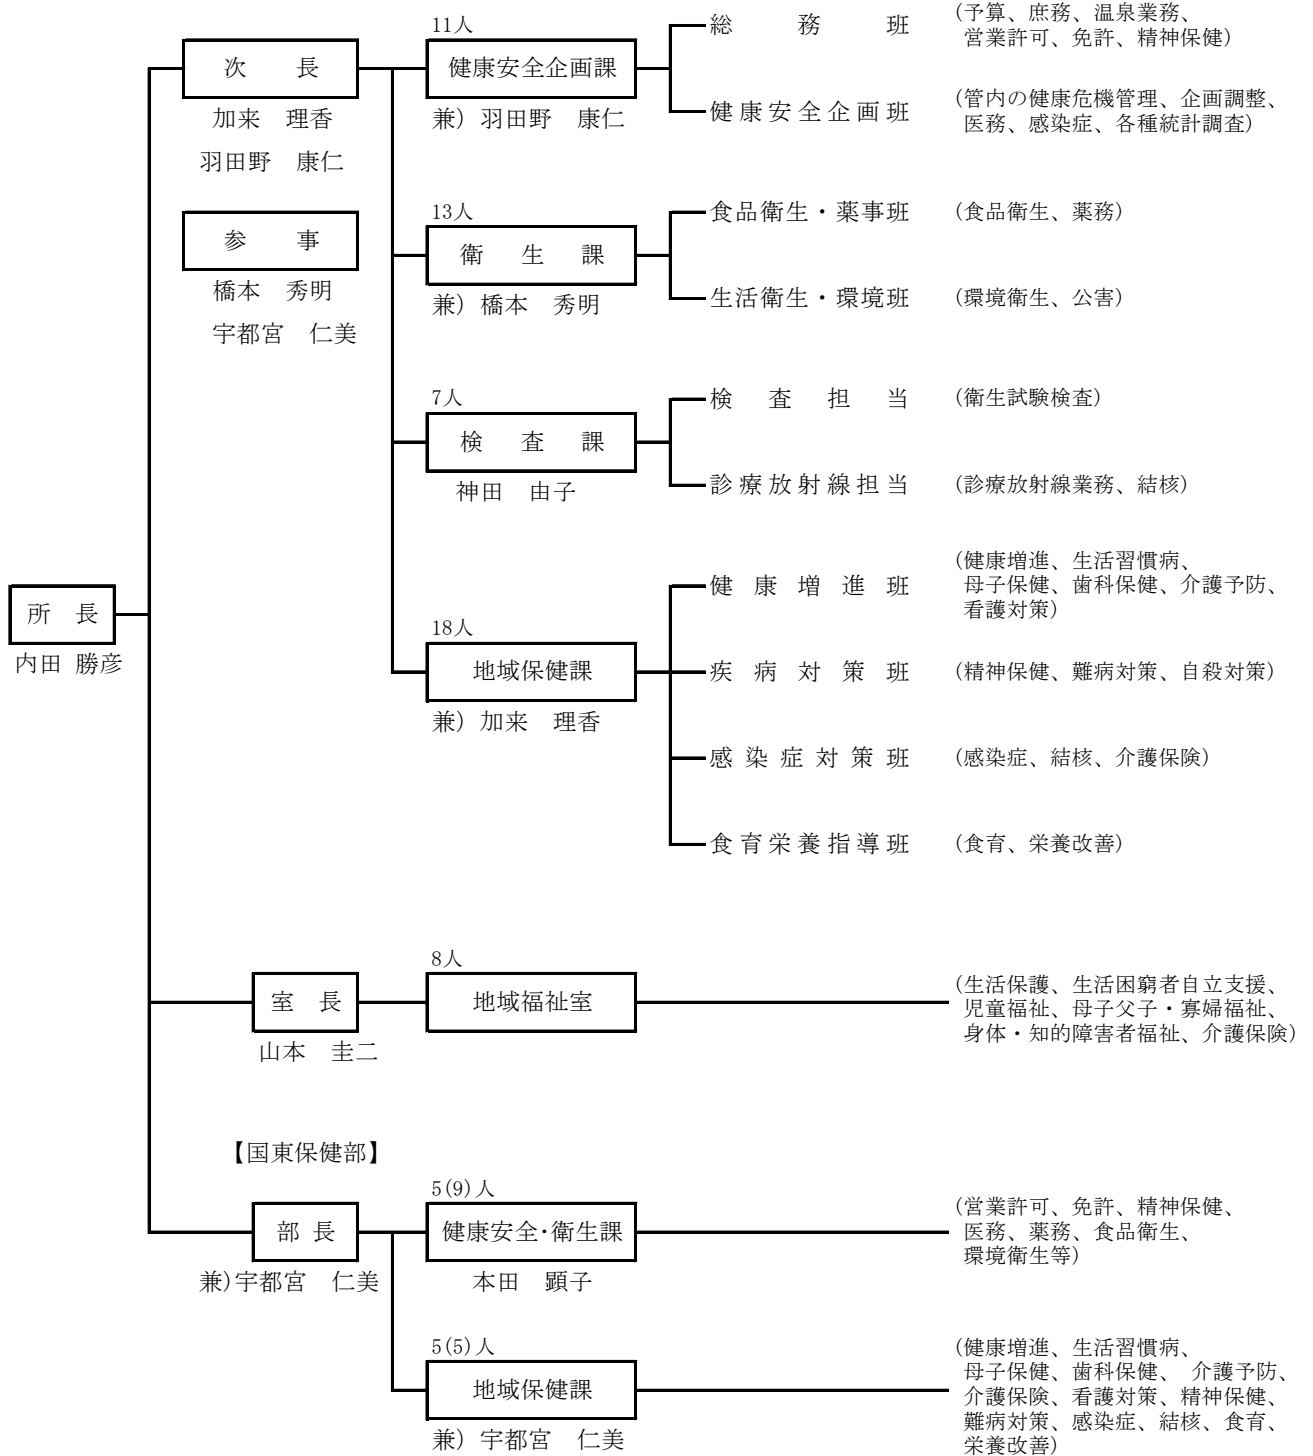 所　長
内田 勝彦
次　　長
加来　理香
羽田野　康仁
参　　事
橋本　秀明
宇都宮　仁美
11人
健康安全企画課
兼）羽田野　康仁
総　務　班
（予算、庶務、温泉業務、
営業許可、免許、精神保健）
健康安全企画班
（管内の健康危機管理、企画調整、
医務、感染症、各種統計調査）
13人
衛　生　課
兼）橋本　秀明
食品衛生・薬事班
（食品衛生、薬務）
生活衛生・環境班
（環境衛生、公害）
7人
検　査　課
神田　由子
検　査　担　当
（衛生試験検査）
診療放射線担当
（診療放射線業務、結核）
18人
地域保健課
兼）加来　理香
健　康　増　進　班
（健康増進、生活習慣病、
母子保健、歯科保健、介護予防、
看護対策）
疾　病　対　策　班
（精神保健、難病対策、自殺対策）
感染症対策班
（感染症、結核、介護保険）
食育栄養指導班
（食育、栄養改善）
室　長
山本　圭二
8人
地域福祉室
（生活保護、生活困窮者自立支援、
児童福祉、母子父子・寡婦福祉、
身体・知的障害者福祉、介護保険）
【国東保健部】
部 長
兼）宇都宮　仁美
5(9)人
健康安全・衛生課
本田　顕子
（営業許可、免許、精神保健、
医務、薬務、食品衛生、
環境衛生等）
5(5)人
地域保健課
兼）宇都宮　仁美
（健康増進、生活習慣病、
母子保健、歯科保健、 介護予防、
介護保険、看護対策、精神保健、
難病対策、感染症、結核、食育、
栄養改善）